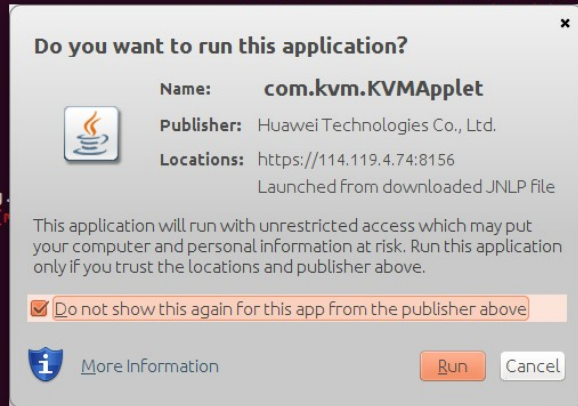 Do you want to run this application?
Name: com.kvm.KVMApplet
Publisher: Huawei Technologies Co., Ltd.
Locations: https://114.119.4.74:8156
Launched from downloaded JNLP file
This application will run with unrestricted access which may put
your computer and personal information at risk. Run this application
only if you trust the locations and publisher above.
Do not show this again for this app from the publisher above
More Information
Run
Cancel